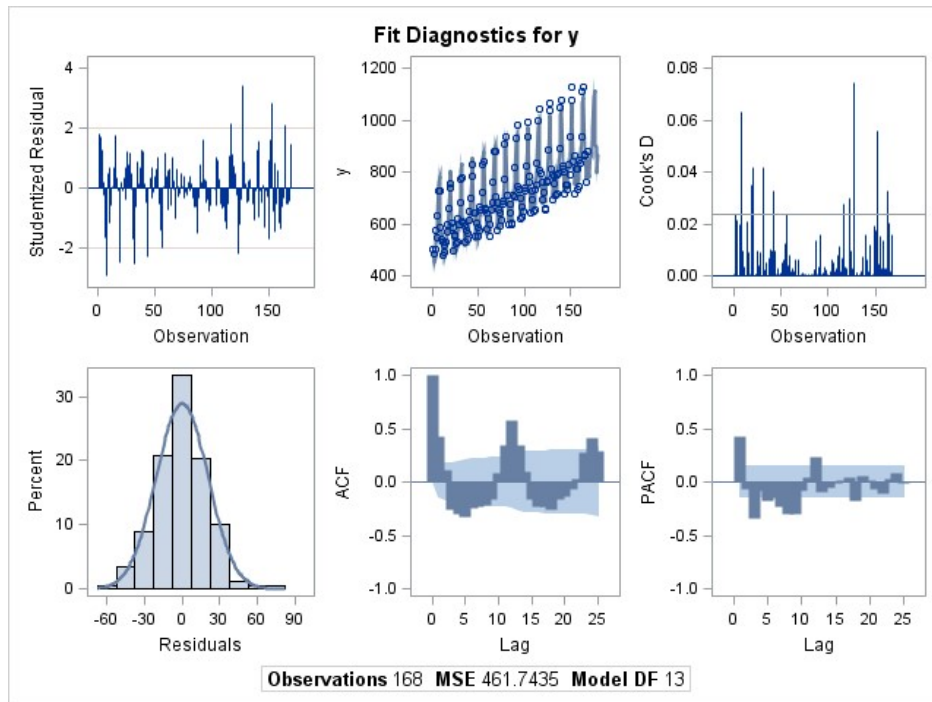 Fit Diagnostics for y
Studentized Residual
4
2
0
-2
0 50 100 150
Observation
y
1200
1000
800
600
400
0 50 100 150
Observation
Cook's D
0.08
0.06
0.04
0.02
0.00
0 50 100 150
Observation
Percent
30
20
10
0
-60 -30 0 30 60 90
Residuals
ACF
1.0
0.5
0.0
-0.5
-1.0
0 5 10 15 20 25
Lag
PACF
1.0
0.5
0.0
-0.5
-1.0
0 5 10 15 20 25
Lag
Observations 168 MSE 461.7435 Model DF 13